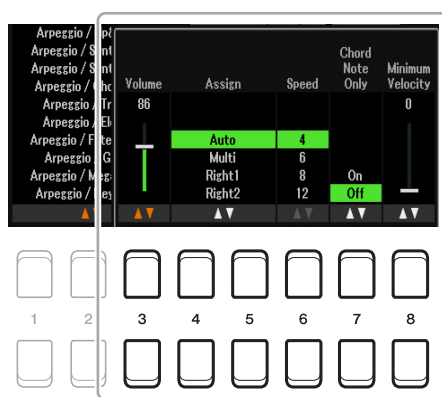 Arpeggio /
Arpeggio /
Arpeggio /
Arpeggio /
Arpeggio / Tr
Arpeggio / Ele
Arpeggio /
Arpeggio / G
Arpeggio /
Arpeggio /
Volume
Assign
Speed
Chord
Note
Only
Minimum
Velocity
86
0
Auto 4
Multi 6
Right1 8 On
Right2 12 Off
1 2 3 4 5 6 7 8